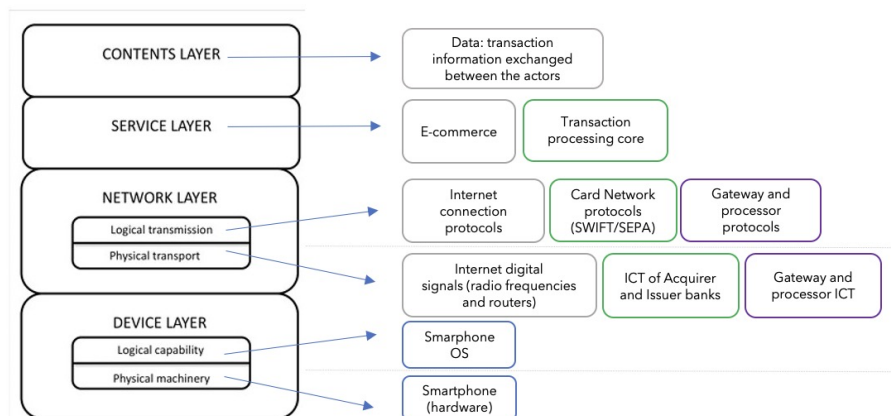 CONTENTS LAYER
Data: transaction
information exchanged
between the actors
SERVICE LAYER
E-commerce
Transaction
processing core
NETWORK LAYER
Logical transmission
Physical transport
Internet
connection
protocols
Card Network
protocols
(SWIFT/SEPA)
Gateway and
processor
protocols
Internet digital
signals (radio frequencies
and routers)
ICT of Acquirer
and Issuer banks
Gateway and
processor ICT
DEVICE LAYER
Logical capability
Physical machinery
Smarphone
OS
Smartphone
(hardware)